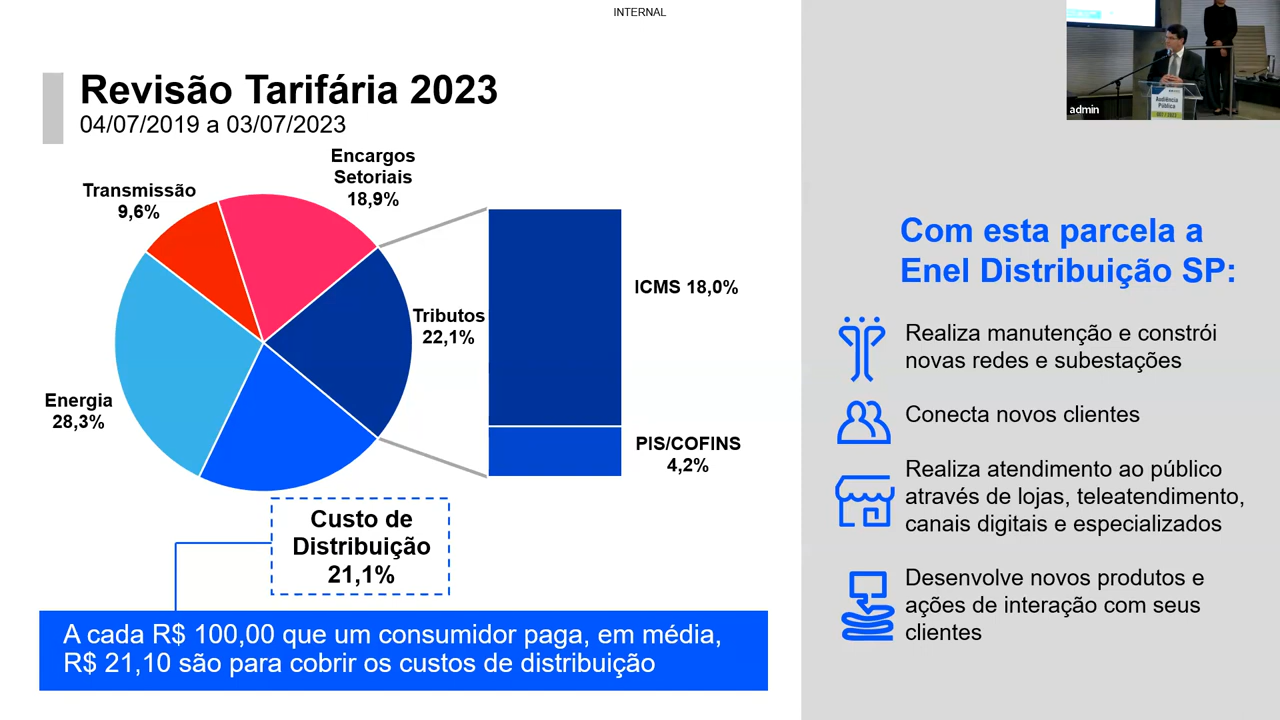 INTERNAL
Revisão Tarifária 2023
04/07/2019 a 03/07/2023
Encargos
Setoriais
18,9%
Transmissão
9,6%
Tributos
22,1%
Energia
28,3%
ICMS 18,0%
PIS/COFINS
4,2%
Custo de
Distribuição
21,1%
A cada R$ 100,00 que um consumidor paga, em média,
R$ 21,10 são para cobrir os custos de distribuição
admin
Audiência
Pública
Com esta parcela a
Enel Distribuição SP:
Realiza manutenção e constrói
novas redes e subestações
Conecta novos clientes
Realiza atendimento ao público
através de lojas, teleatendimento,
canais digitais e especializados
Desenvolve novos produtos e
ações de interação com seus
clientes